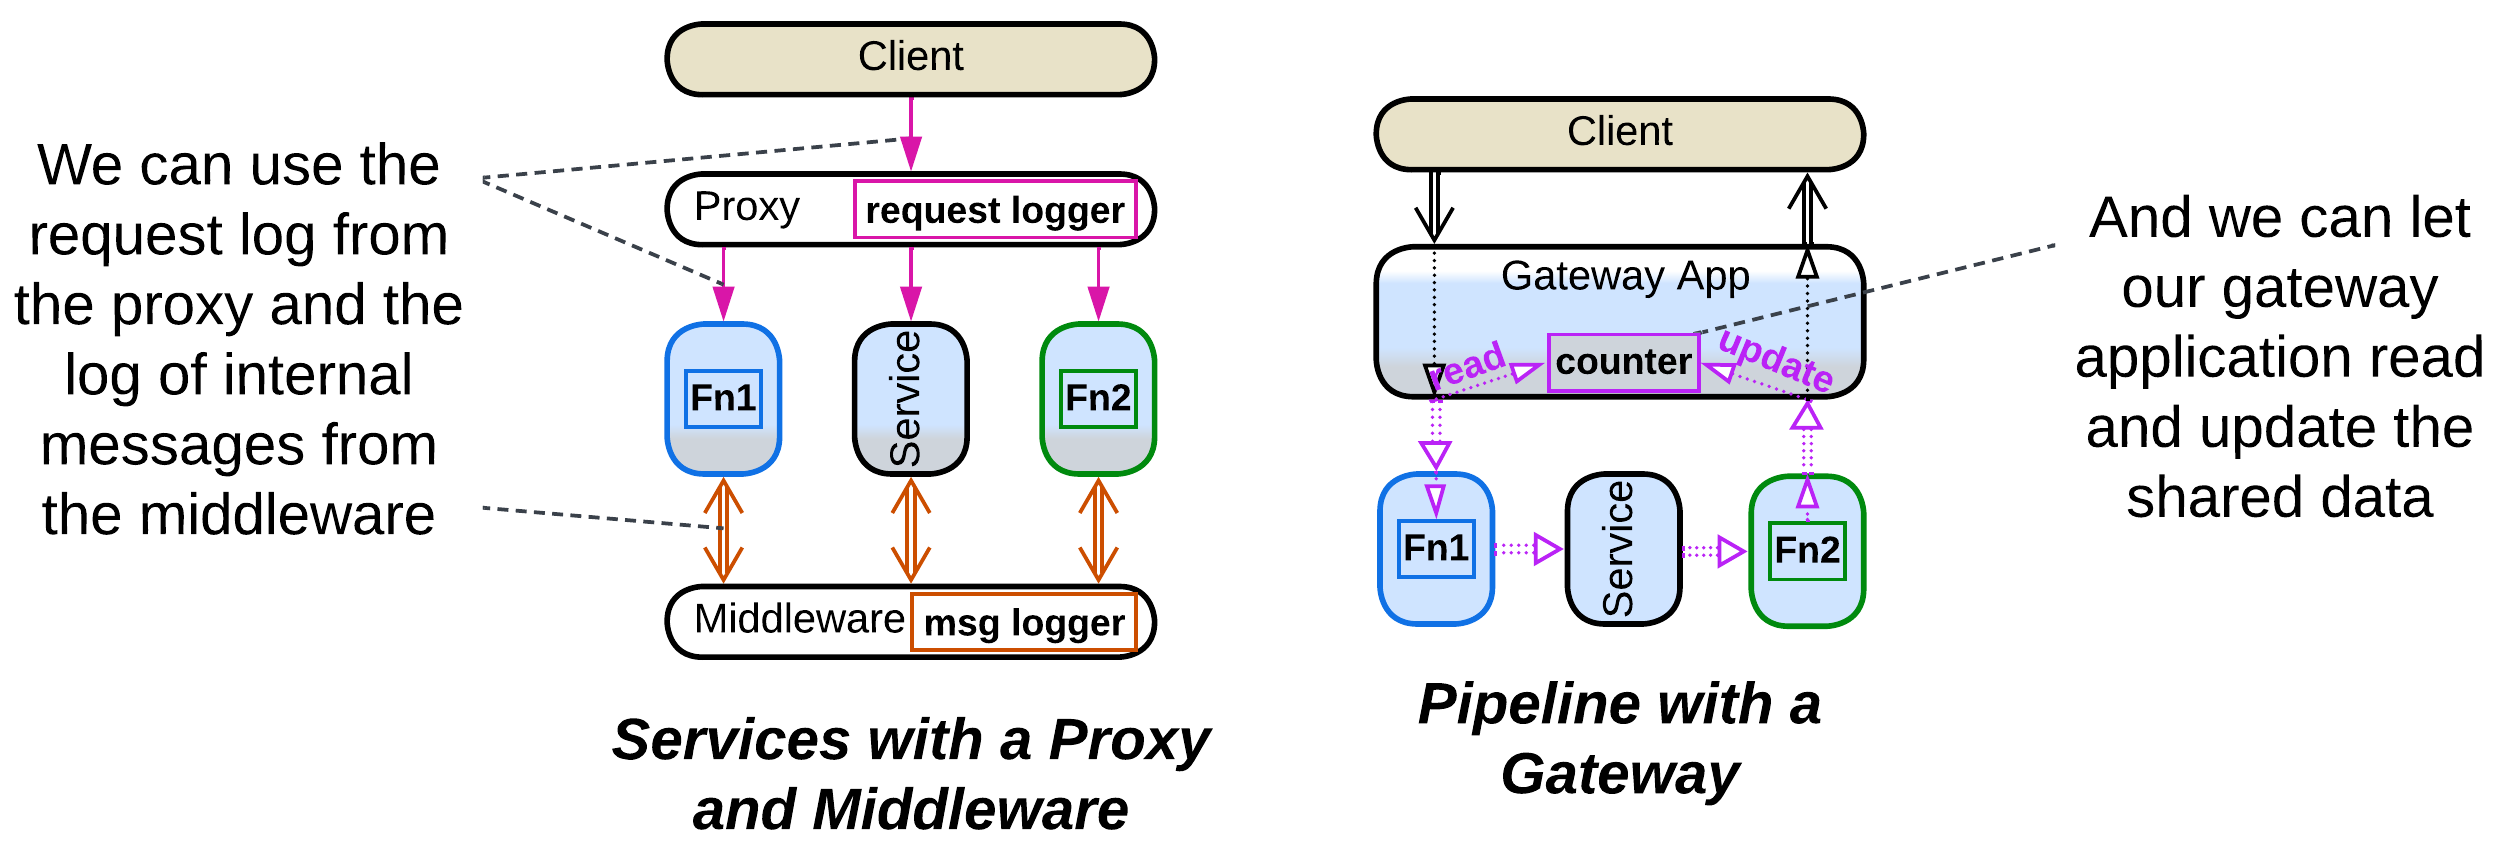 We can use the
request log from
the proxy and the
log of internal
messages from
the middleware
Client
Proxy
request logger
Fn1
Service
Fn2
Middleware
msg logger
Services with a Proxy
and Middleware
Client
Gateway App
read
counter
update
Fn1
Service
Fn2
Pipeline with a
Gateway
And we can let
our gateway
application read
and update the
shared data